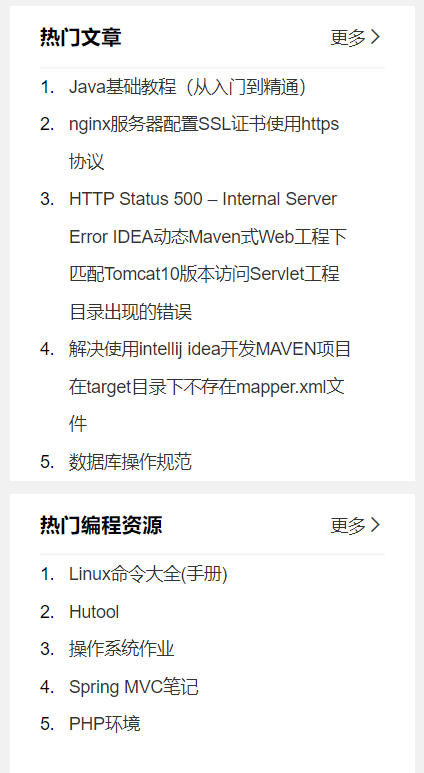 热门文章 更多
1. Java基础教程（从入门到精通）
2. nginx服务器配置SSL证书使用https
协议
3. HTTP Status 500 – Internal Server
Error IDEA动态Maven式Web工程下
匹配Tomcat10版本访问Servlet工程
目录出现的错误
4. 解决使用intellij idea开发MAVEN项目
在target目录下不存在mapper.xml文
件
5. 数据库操作规范
热门编程资源 更多
1. Linux命令大全(手册)
2. Hutool
3. 操作系统作业
4. Spring MVC笔记
5. PHP环境